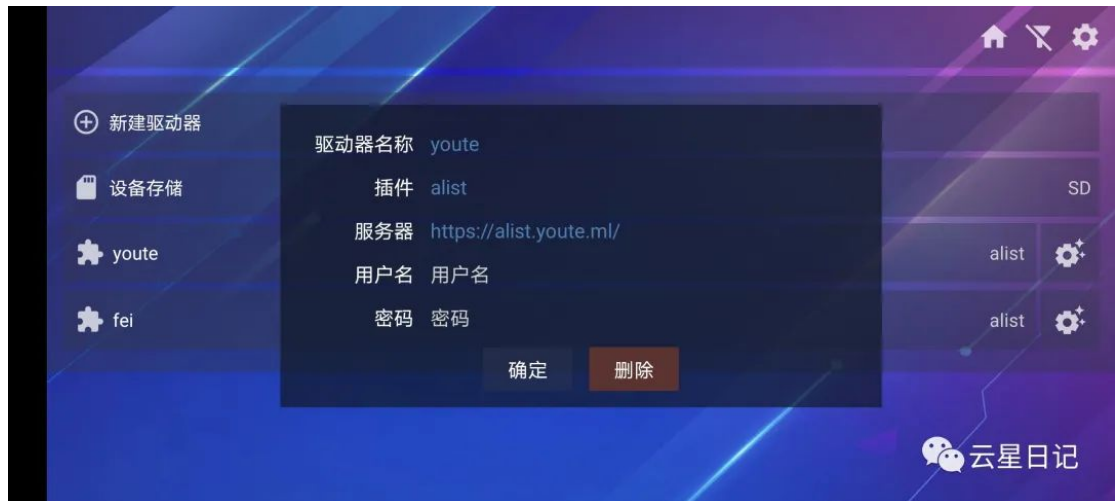 新建驱动器
设备存储 SD
youte alist
fei alist
驱动器名称 youte
插件 alist
服务器 https://alist.youte.ml/
用户名 用户名
密码 密码
确定 删除
云星日记